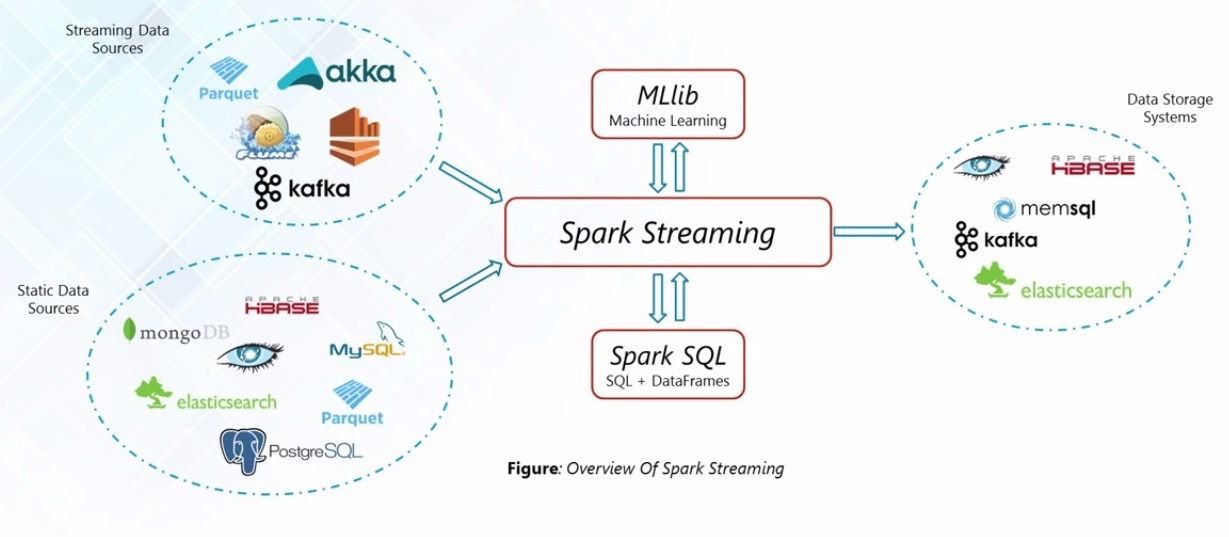 Streaming Data
Sources
Parquet
akka
FLUME
kafka
Static Data
Sources
APACHE
HBASE
mongoDB
MySQL®
elasticsearch
Parquet
PostgreSQL
MLlib
Machine Learning
Spark Streaming
Spark SQL
SQL + DataFrames
Data Storage
Systems
APACHE
HBASE
memsql
kafka
elasticsearch
Figure: Overview Of Spark Streaming